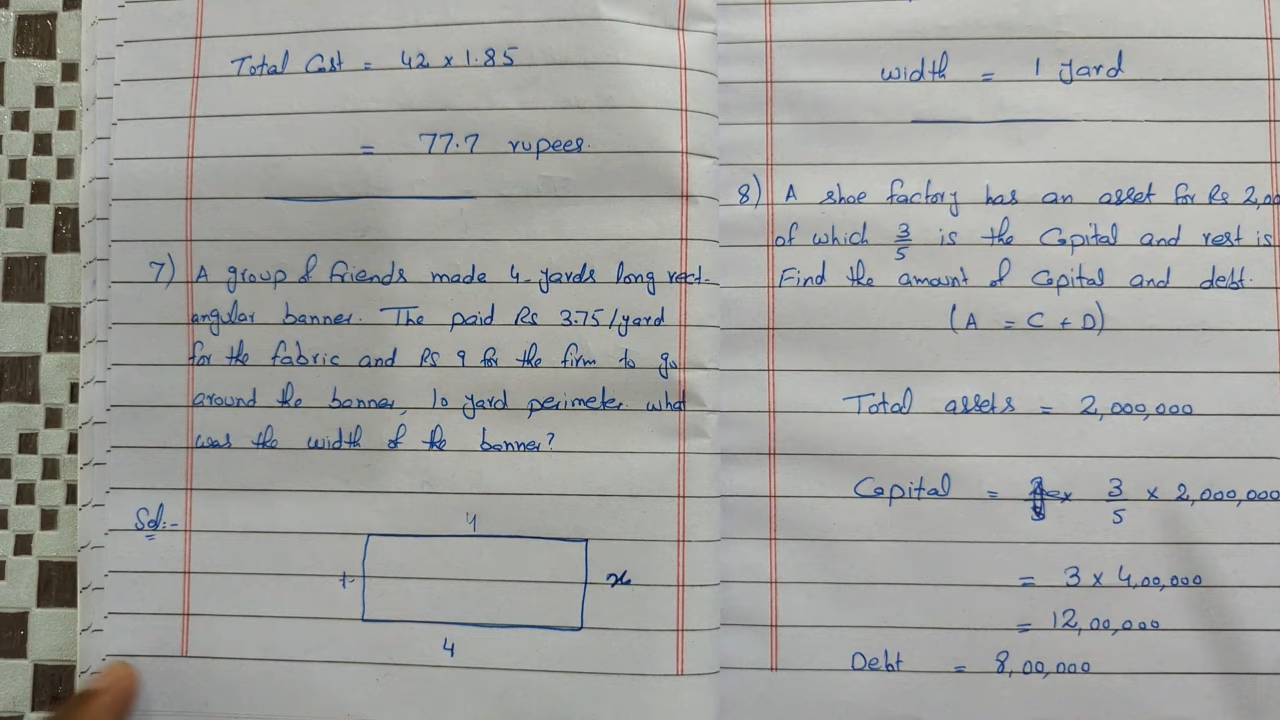 Total Cost = 42 x 1.85
= 77.7 rupees.
7) A group of friends made 4-yards long rect-
angular banner. The paid Rs 3.75/yard
for the fabric and Rs 9 for the firm to go
around the banner, 10 yard perimeter. what
was the width of the banner?
Sol:-
4
x
4
width = 1 yard
8) A shoe factory has an asset for Rs 2,00
of which 3/5 is the Capital and rest is
Find the amount of Capital and debt.
(A = C + D)
Total assets = 2,000,000
Capital = 3/5 x 2,000,000
= 3 x 4,00,000
= 12,00,000
Debt = 8,00,000